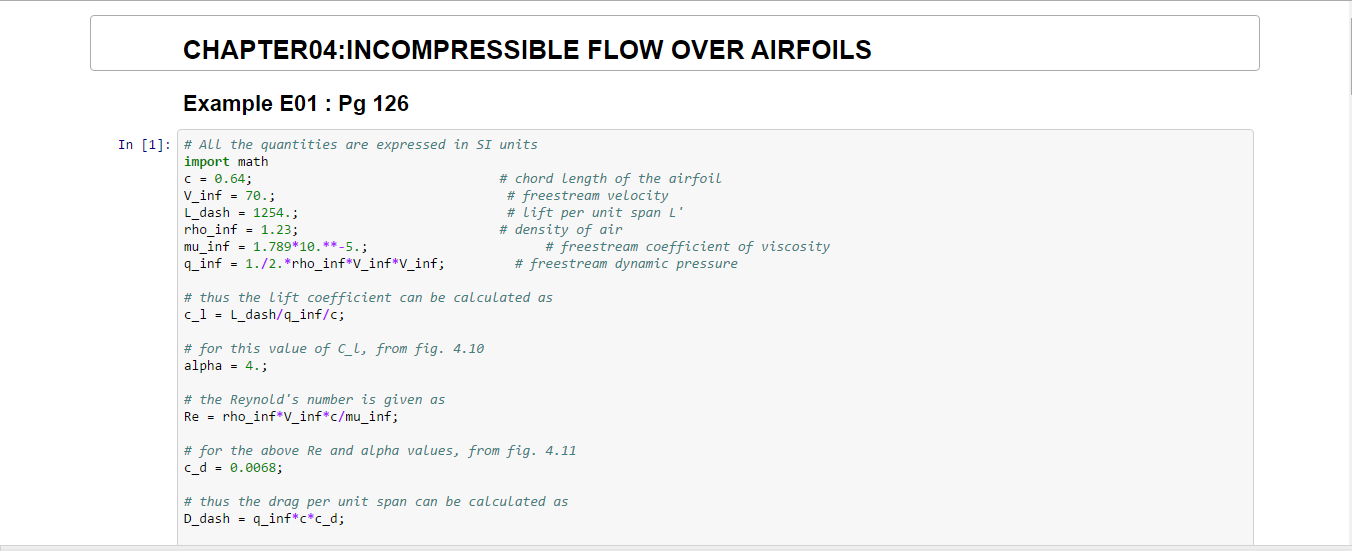 CHAPTER04:INCOMPRESSIBLE FLOW OVER AIRFOILS
Example E01 : Pg 126
In [1]: # All the quantities are expressed in SI units
import math
c = 0.64; # chord length of the airfoil
V_inf = 70.; # freestream velocity
L_dash = 1254.; # lift per unit span L'
rho_inf = 1.23; # density of air
mu_inf = 1.789*10.**-5.; # freestream coefficient of viscosity
q_inf = 1./2.*rho_inf*V_inf*V_inf; # freestream dynamic pressure
# thus the lift coefficient can be calculated as
c_l = L_dash/q_inf/c;
# for this value of C_l, from fig. 4.10
alpha = 4.;
# the Reynold's number is given as
Re = rho_inf*V_inf*c/mu_inf;
# for the above Re and alpha values, from fig. 4.11
c_d = 0.0068;
# thus the drag per unit span can be calculated as
D_dash = q_inf*c*c_d;